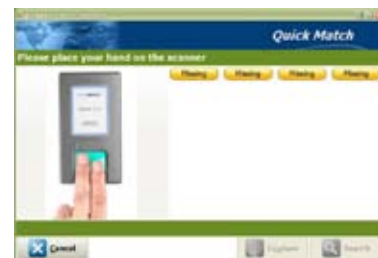 Quick Match
Please place your hand on the scanner
Missing Missing Missing Missing
Cancel Capture Search